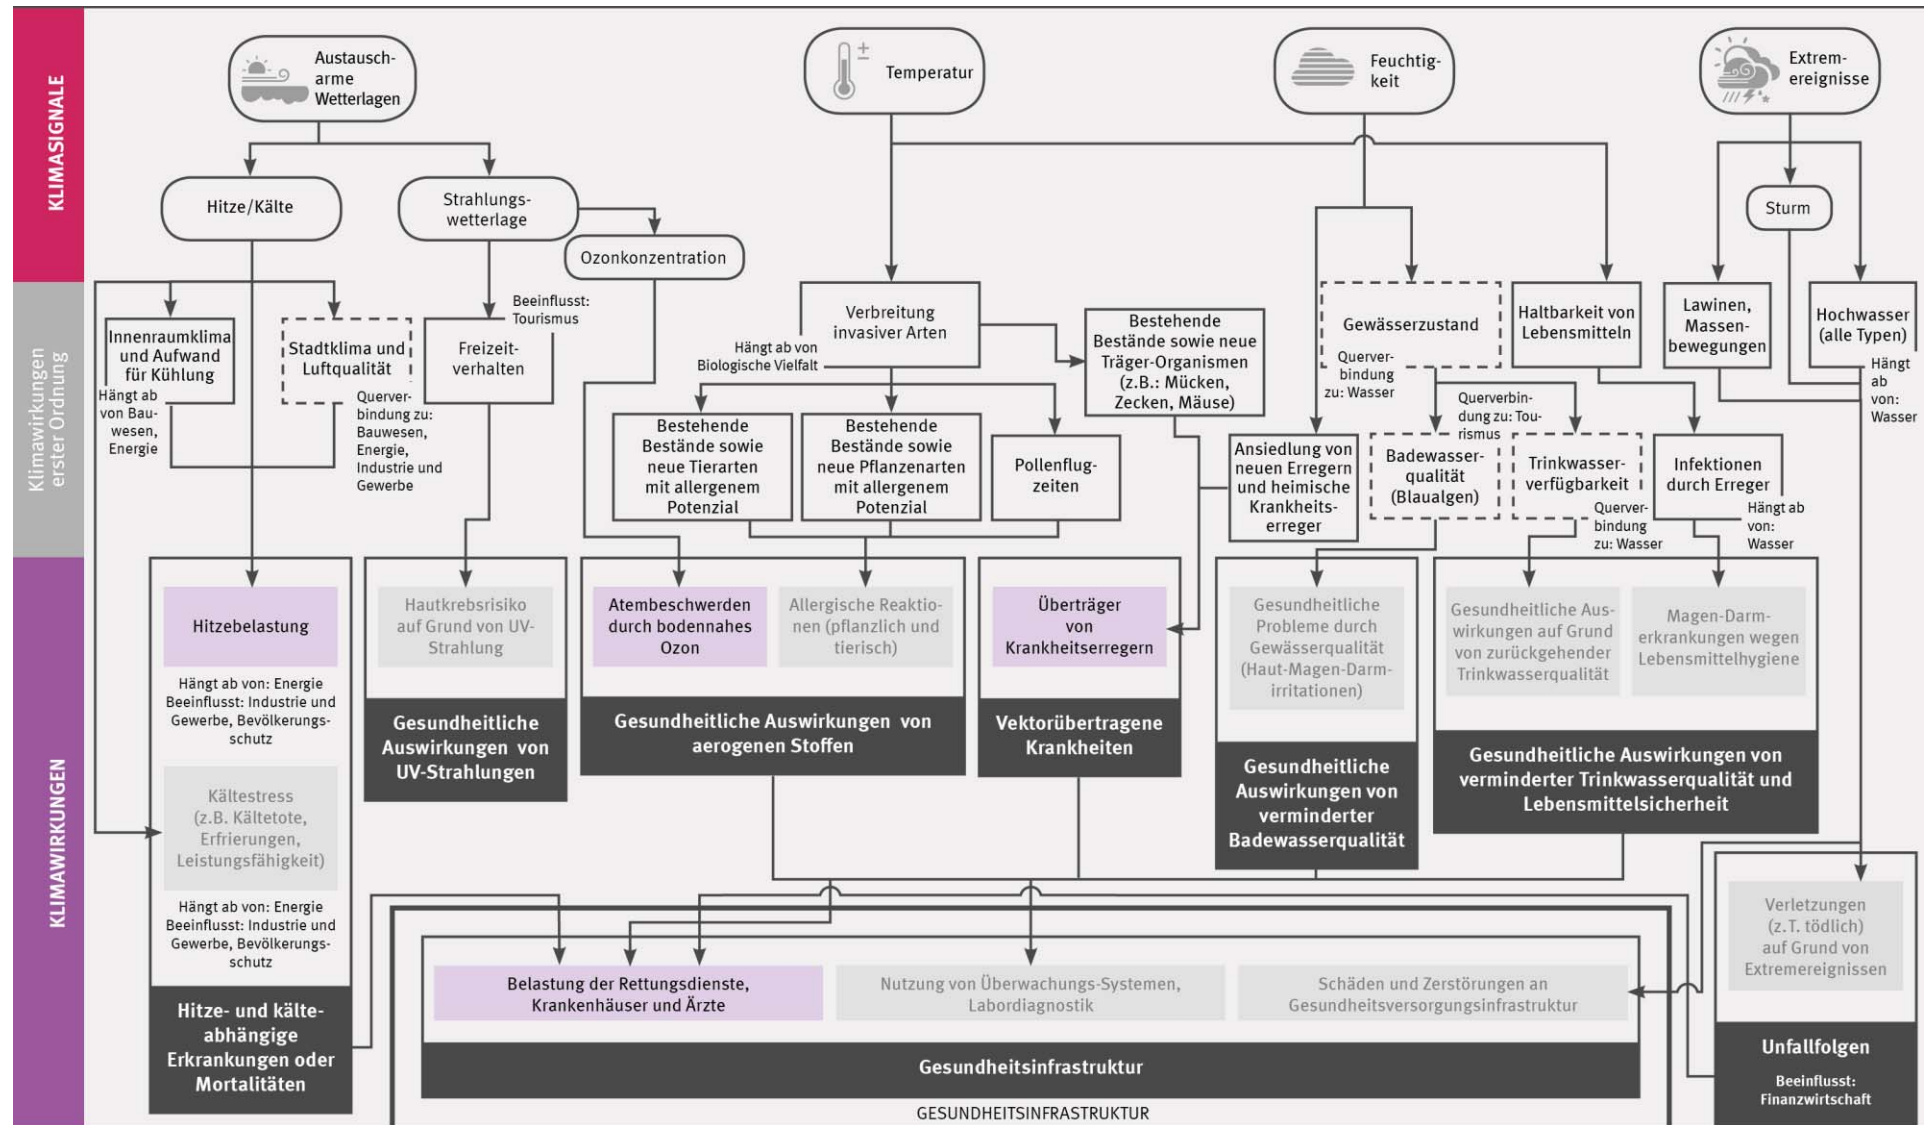 KLIMASIGNALE
Austausch-
arme
Wetterlagen
Temperatur
Feuchtig-
keit
Extrem-
ereignisse
Hitze/Kälte
Strahlungs-
wetterlage
Ozonkonzentration
Sturm
Klimawirkungen
erster Ordnung
Innenraumklima
und Aufwand
für Kühlung
Hängt ab
von Bau-
wesen,
Energie
Stadtklima und
Luftqualität
Querver-
bindung zu:
Bauwesen,
Energie,
Industrie und
Gewerbe
Beeinflusst:
Tourismus
Freizeit-
verhalten
Verbreitung
invasiver Arten
Hängt ab von
Biologische Vielfalt
Bestehende
Bestände sowie neue
Träger-Organismen
(z.B.: Mücken,
Zecken, Mäuse)
Bestehende
Bestände sowie
neue Tierarten
mit allergenem
Potenzial
Bestehende
Bestände sowie
neue Pflanzenarten
mit allergenem
Potenzial
Pollenflug-
zeiten
Ansiedlung von
neuen Erregern
und heimische
Krankheits-
erreger
Gewässerzustand
Querver-
bindung
zu: Wasser
Querverbin-
dung zu: Tou-
rismus
Badewasser-
qualität
(Blaualgen)
Trinkwasser-
verfügbarkeit
Querver-
bindung
zu: Wasser
Haltbarkeit von
Lebensmitteln
Infektionen
durch Erreger
Hängt ab
von:
Wasser
Lawinen,
Massen-
bewegungen
Hochwasser
(alle Typen)
Hängt
ab
von:
Wasser
KLIMAWIRKUNGEN
Hitzebelastung
Hängt ab von: Energie
Beeinflusst: Industrie und
Gewerbe, Bevölkerungs-
schutz
Kältestress
(z.B. Kältetote,
Erfrierungen,
Leistungsfähigkeit)
Hängt ab von: Energie
Beeinflusst: Industrie und
Gewerbe, Bevölkerungs-
schutz
Hitze- und kälte-
abhängige
Erkrankungen oder
Mortalitäten
Hautkrebsrisiko
auf Grund von UV-
Strahlung
Gesundheitliche
Auswirkungen von
UV-Strahlungen
Atembeschwerden
durch bodennahes
Ozon
Allergische Reaktio-
nen (pflanzlich und
tierisch)
Gesundheitliche Auswirkungen von
aerogenen Stoffen
Überträger
von
Krankheitserregern
Vektorübertragene
Krankheiten
Gesundheitliche
Probleme durch
Gewässerqualität
(Haut-Magen-Darm-
irritationen)
Gesundheitliche
Auswirkungen von
verminderter
Badewasserqualität
Gesundheitliche Aus-
wirkungen auf Grund
von zurückgehender
Trinkwasserqualität
Magen-Darm-
erkrankungen wegen
Lebensmittelhygiene
Gesundheitliche Auswirkungen von
verminderter Trinkwasserqualität und
Lebensmittelsicherheit
Verletzungen
(z.T. tödlich)
auf Grund von
Extremereignissen
Unfallfolgen
Beeinflusst:
Finanzwirtschaft
Belastung der Rettungsdienste,
Krankenhäuser und Ärzte
Nutzung von Überwachungs-Systemen,
Labordiagnostik
Schäden und Zerstörungen an
Gesundheitsversorgungsinfrastruktur
Gesundheitsinfrastruktur
GESUNDHEITSINFRASTRUKTUR